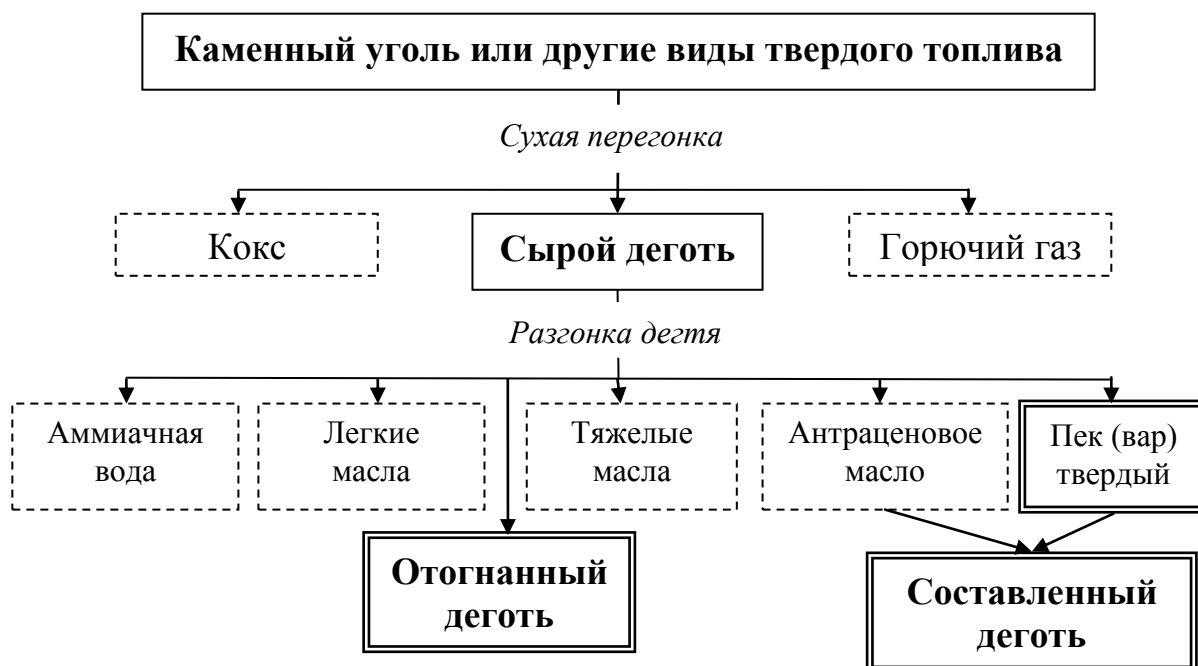 Каменный уголь или другие виды твердого топлива
Сухая перегонка
Кокс
Сырой деготь
Горючий газ
Разгонка дегтя
Аммиачная
вода
Легкие
масла
Тяжелые
масла
Антраценовое
масло
Пек (вар)
твердый
Отогнанный
деготь
Составленный
деготь